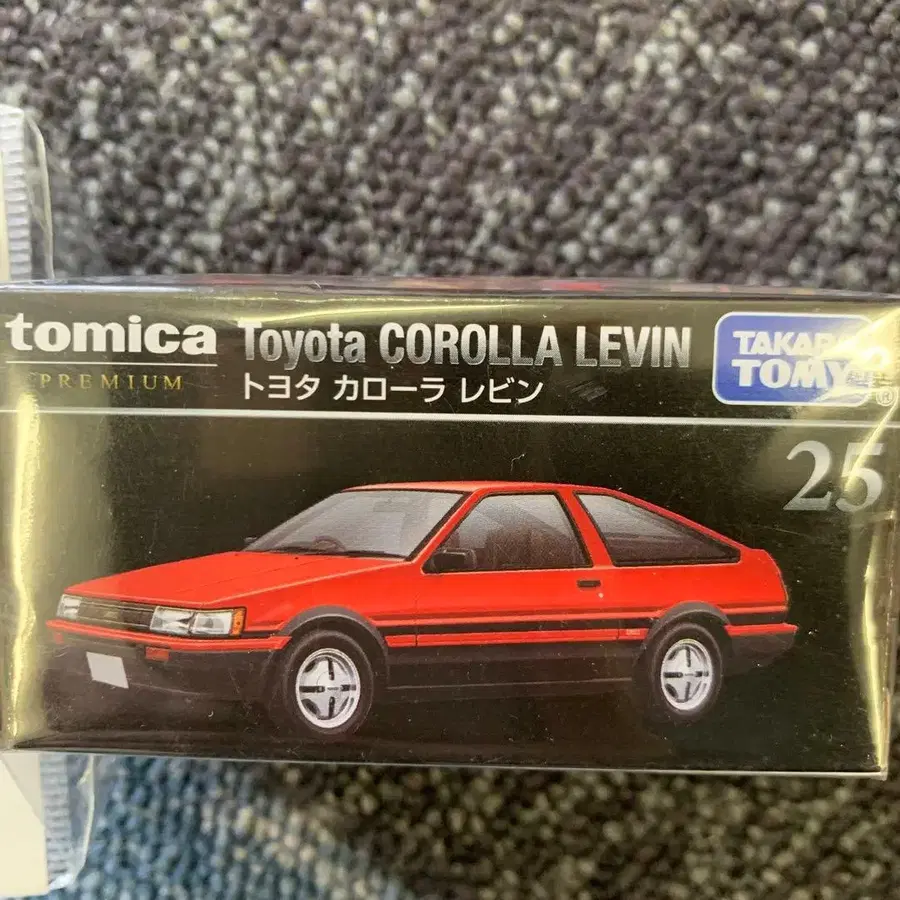 tomica
PREMIUM
Toyota COROLLA LEVIN
トヨタ カローラ レビン
TAKARA
TOMY
®
25